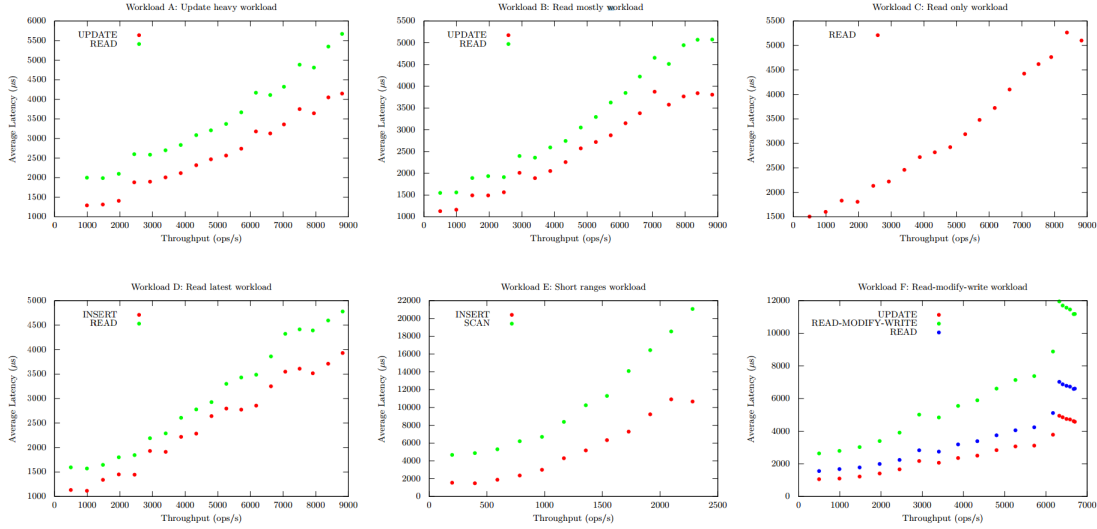 Workload A: Update heavy workload
6000
5500
5000
4500
4000
3500
3000
2500
2000
1500
1000
Average Latency (μs)
UPDATE
READ
0 1000 2000 3000 4000 5000 6000 7000 8000 9000
Throughput (ops/s)
Workload B: Read mostly workload
5500
5000
4500
4000
3500
3000
2500
2000
1500
1000
Average Latency (μs)
UPDATE
READ
0 1000 2000 3000 4000 5000 6000 7000 8000 9000
Throughput (ops/s)
Workload C: Read only workload
5500
5000
4500
4000
3500
3000
2500
2000
1500
Average Latency (μs)
READ
0 1000 2000 3000 4000 5000 6000 7000 8000 9000
Throughput (ops/s)
Workload D: Read latest workload
5000
4500
4000
3500
3000
2500
2000
1500
1000
Average Latency (μs)
INSERT
READ
0 1000 2000 3000 4000 5000 6000 7000 8000 9000
Throughput (ops/s)
Workload E: Short ranges workload
22000
20000
18000
16000
14000
12000
10000
8000
6000
4000
2000
0
Average Latency (μs)
INSERT
SCAN
0 500 1000 1500 2000 2500
Throughput (ops/s)
Workload F: Read-modify-write workload
12000
10000
8000
6000
4000
2000
0
Average Latency (μs)
UPDATE
READ-MODIFY-WRITE
READ
0 1000 2000 3000 4000 5000 6000 7000
Throughput (ops/s)